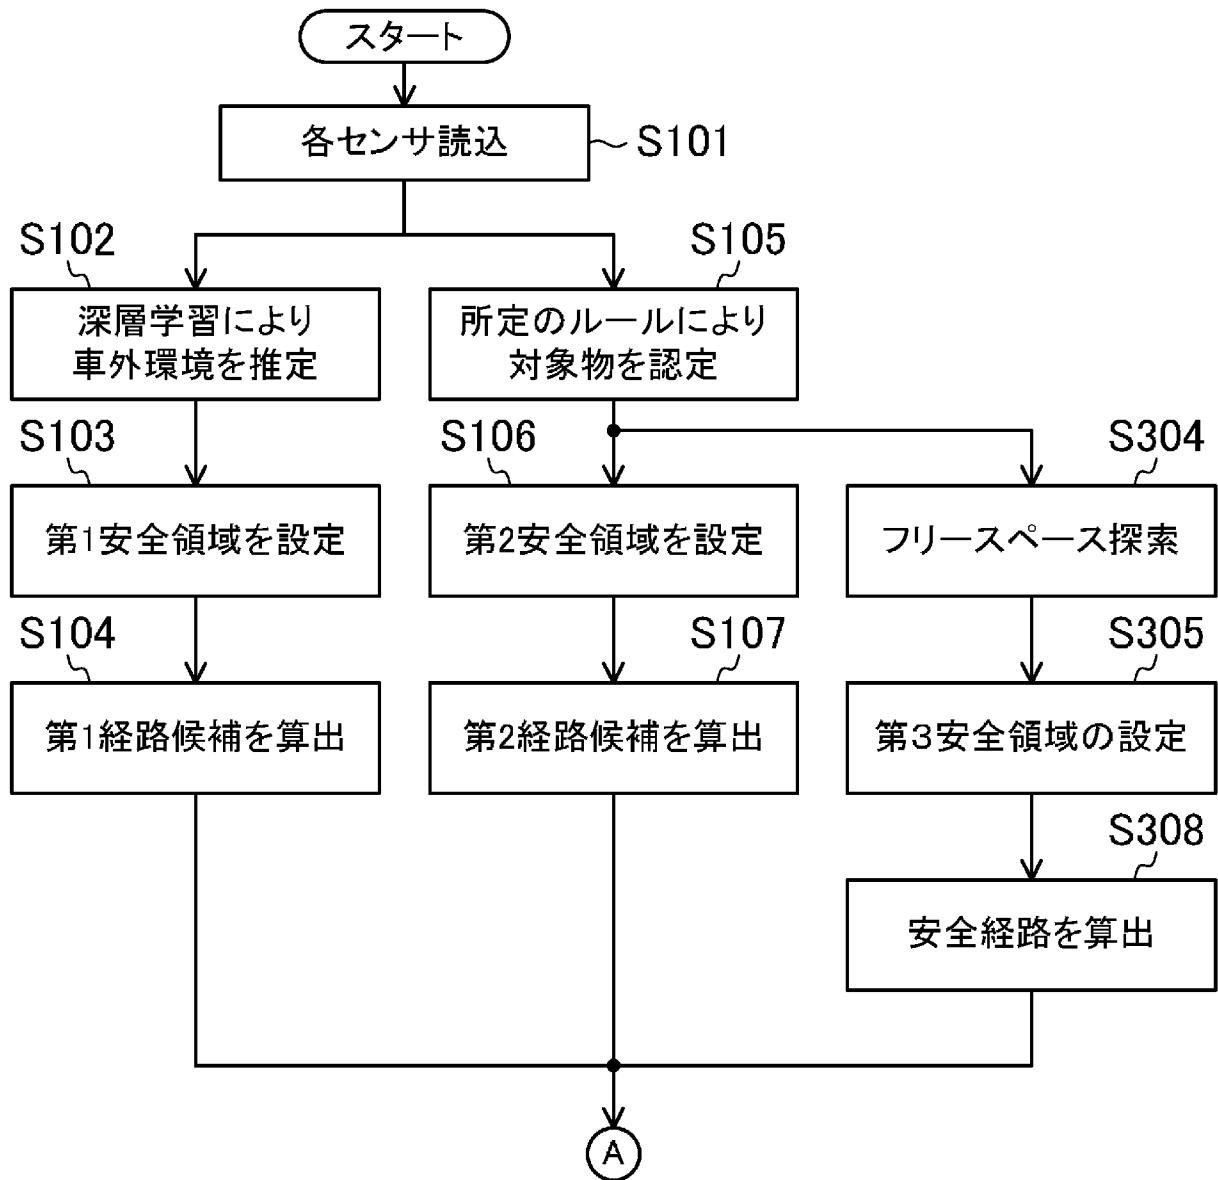 スタート
各センサ読込
S101
S102
深層学習により
車外環境を推定
S105
所定のルールにより
対象物を認定
S103
第1安全領域を設定
S106
第2安全領域を設定
S304
フリースペース探索
S104
第1経路候補を算出
S107
第2経路候補を算出
S305
第3安全領域の設定
S308
安全経路を算出
A